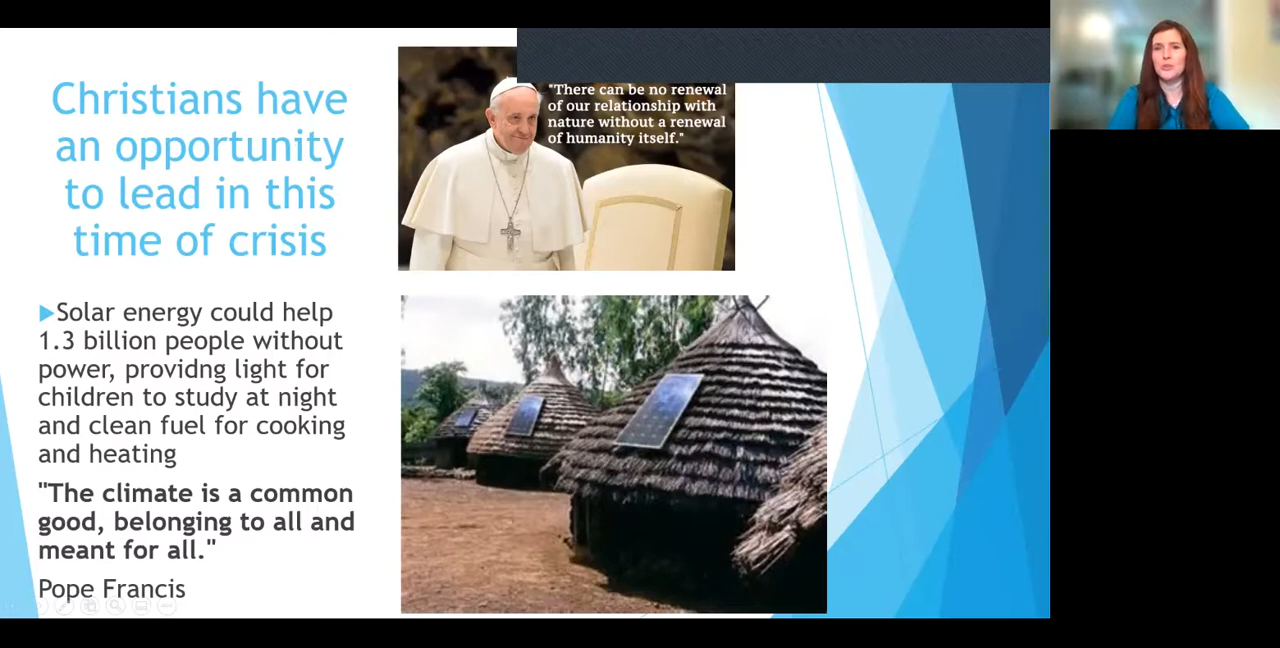 Christians have
an opportunity
to lead in this
time of crisis
"There can be no renewal
of our relationship with
nature without a renewal
of humanity itself."
Solar energy could help
1.3 billion people without
power, providng light for
children to study at night
and clean fuel for cooking
and heating
"The climate is a common
good, belonging to all and
meant for all."
Pope Francis